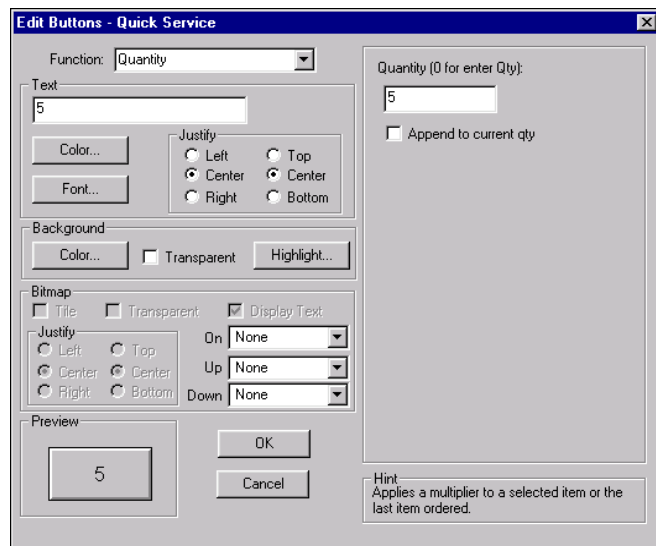 Edit Buttons - Quick Service
Function: Quantity
Text
5
Color...
Font...
Justify
Left Top
Center Center
Right Bottom
Background
Color... Transparent Highlight...
Bitmap
Tile Transparent Display Text
Justify
Left Top
Center Center
Right Bottom
On None
Up None
Down None
Preview
5
OK
Cancel
Quantity (0 for enter Qty):
5
Append to current qty
Hint
Applies a multiplier to a selected item or the
last item ordered.